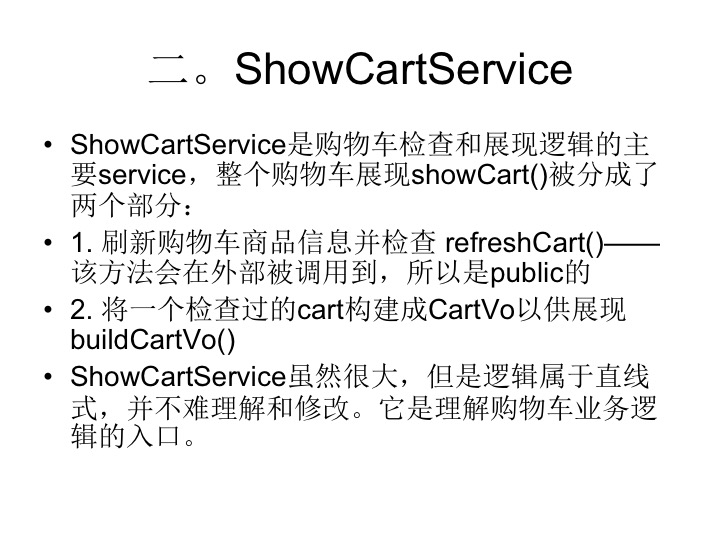 二。ShowCartService
• ShowCartService是购物车检查和展现逻辑的主
要service，整个购物车展现showCart()被分成了
两个部分：
• 1. 刷新购物车商品信息并检查 refreshCart()——
该方法会在外部被调用到，所以是public的
• 2. 将一个检查过的cart构建成CartVo以供展现
buildCartVo()
• ShowCartService虽然很大，但是逻辑属于直线
式，并不难理解和修改。它是理解购物车业务逻
辑的入口。